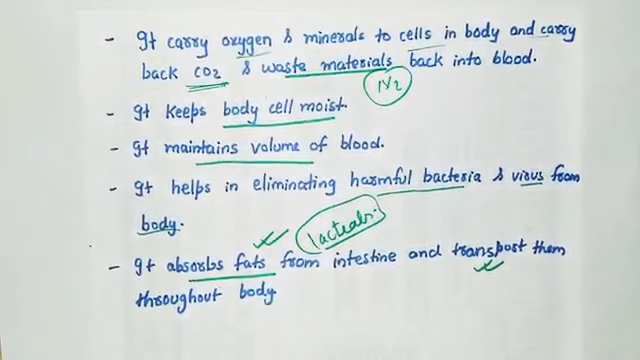 - It carry oxygen & minerals to cells in body and carry
back CO2 & waste materials back into blood.
1½
- It keeps body cell moist.
- It maintains volume of blood.
- It helps in eliminating harmful bacteria & virus from
body.
lacteals.
- It absorbs fats from intestine and transport them
throughout body